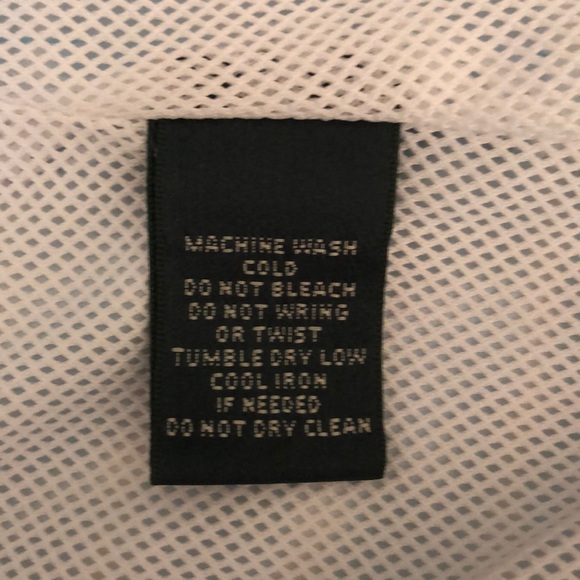 MACHINE WASH
COLD
DO NOT BLEACH
DO NOT WRING
OR TWIST
TUMBLE DRY LOW
COOL IRON
IF NEEDED
DO NOT DRY CLEAN